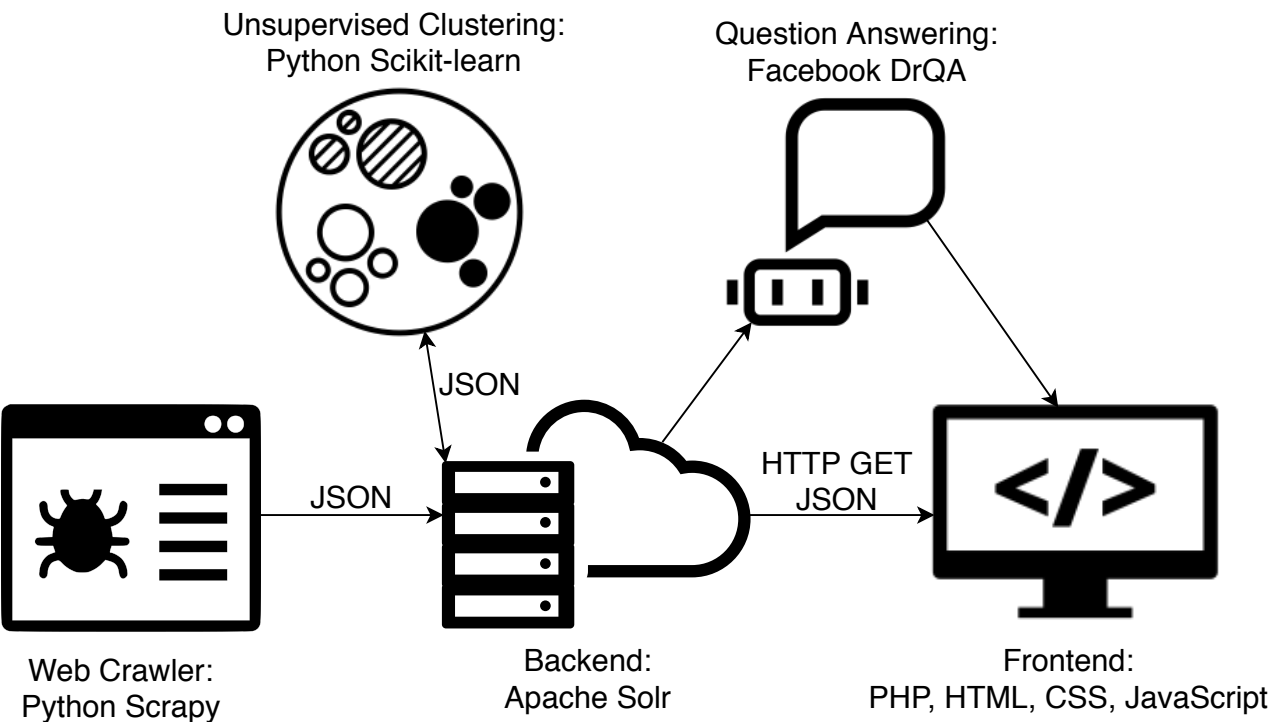 Unsupervised Clustering:
Python Scikit-learn
Question Answering:
Facebook DrQA
JSON
JSON
HTTP GET
JSON
</>
Web Crawler:
Python Scrapy
Backend:
Apache Solr
Frontend:
PHP, HTML, CSS, JavaScript